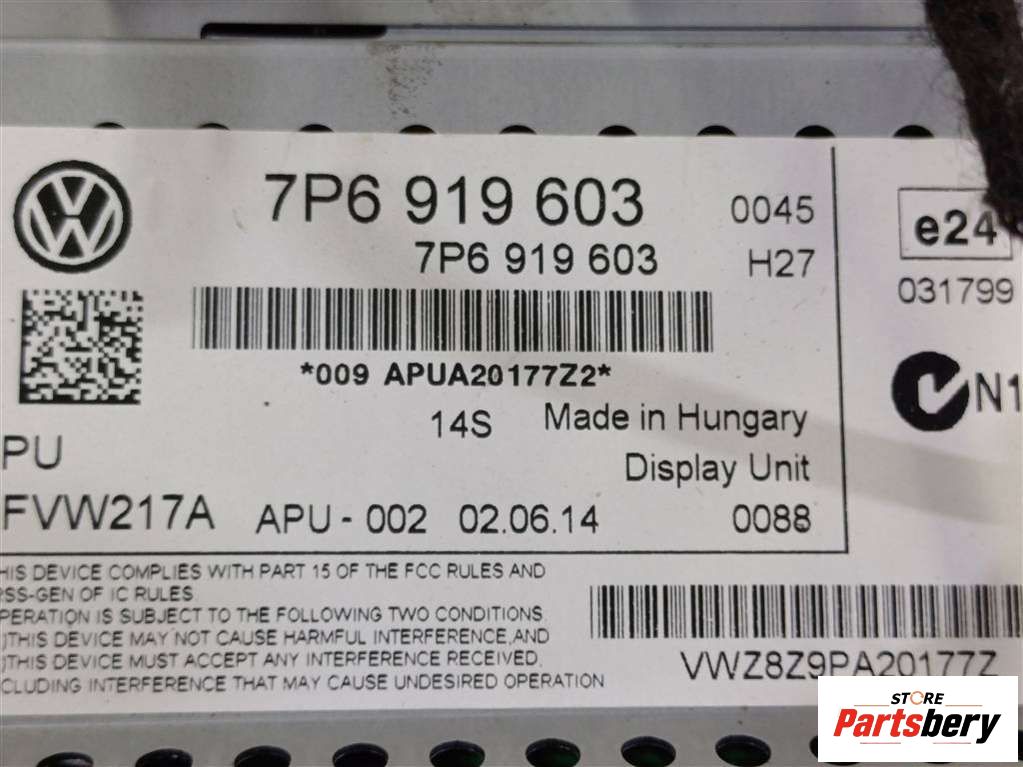 7P6 919 603 0045
7P6 919 603 H27
*009 APUA20177Z2*
14S Made in Hungary
PU Display Unit
FVW217A APU - 002 02.06.14 0088
e24
031799
N1
HIS DEVICE COMPLIES WITH PART 15 OF THE FCC RULES AND
RSS-GEN OF IC RULES.
PERATION IS SUBJECT TO THE FOLLOWING TWO CONDITIONS.
)THIS DEVICE MAY NOT CAUSE HARMFUL INTERFERENCE,AND
)THIS DEVICE MUST ACCEPT ANY INTERFERENCE RECEIVED,
CLUDING INTERFERENCE THAT MAY CAUSE UNDESIRED OPERATION
VWZ8Z9PA20177Z
STORE
Partsbery